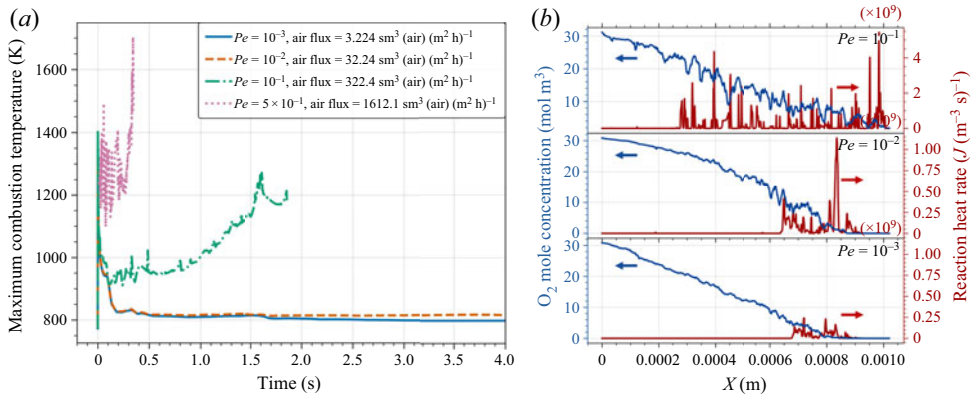 (a)
Maximum combustion temperature (K)
1600
1400
1200
1000
800
Pe = 10⁻³, air flux = 3.224 sm³ (air) (m² h)⁻¹
Pe = 10⁻², air flux = 32.24 sm³ (air) (m² h)⁻¹
Pe = 10⁻¹, air flux = 322.4 sm³ (air) (m² h)⁻¹
Pe = 5 × 10⁻¹, air flux = 1612.1 sm³ (air) (m² h)⁻¹
0 0.5 1.0 1.5 2.0 2.5 3.0 3.5 4.0
Time (s)
(b)
(×10⁹)
O₂ mole concentration (mol m³)
30
20
10
Pe = 10⁻¹
4
2
0
30
20
10
0
Pe = 10⁻²
1.00
0.75
0.50
0.25
0
(×10⁹)
30
20
10
0
Pe = 10⁻³
1.00
0.75
0.50
0.25
0
Reaction heat rate (J (m⁻³ s)⁻¹)
0 0.0002 0.0004 0.0006 0.0008 0.0010
X (m)